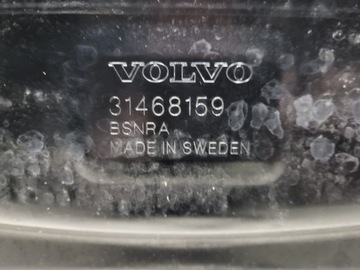 VOLVO
31468159
BSNRA
MADE IN SWEDEN